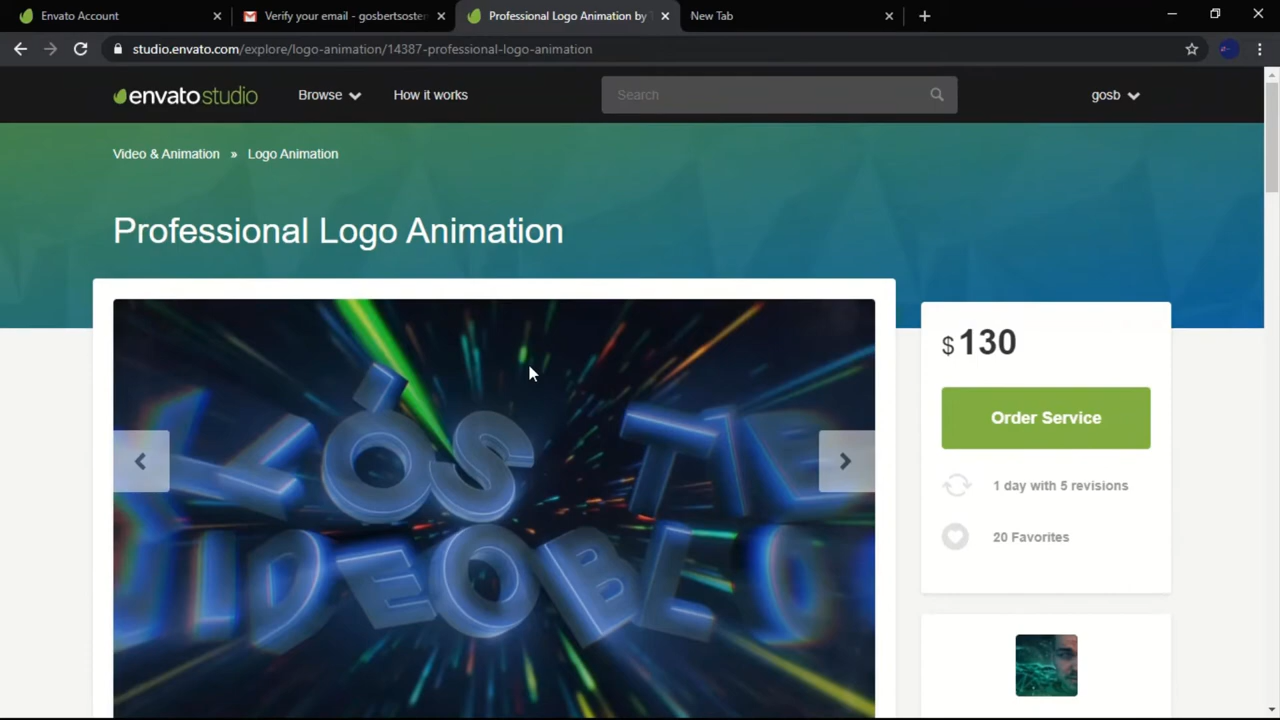 Envato Account
Verify your email - gosbertsoster
Professional Logo Animation by
New Tab
studio.envato.com/explore/logo-animation/14387-professional-logo-animation
envatostudio
Browse
How it works
Search
gosb
Video & Animation » Logo Animation
Professional Logo Animation
$130
Order Service
1 day with 5 revisions
20 Favorites